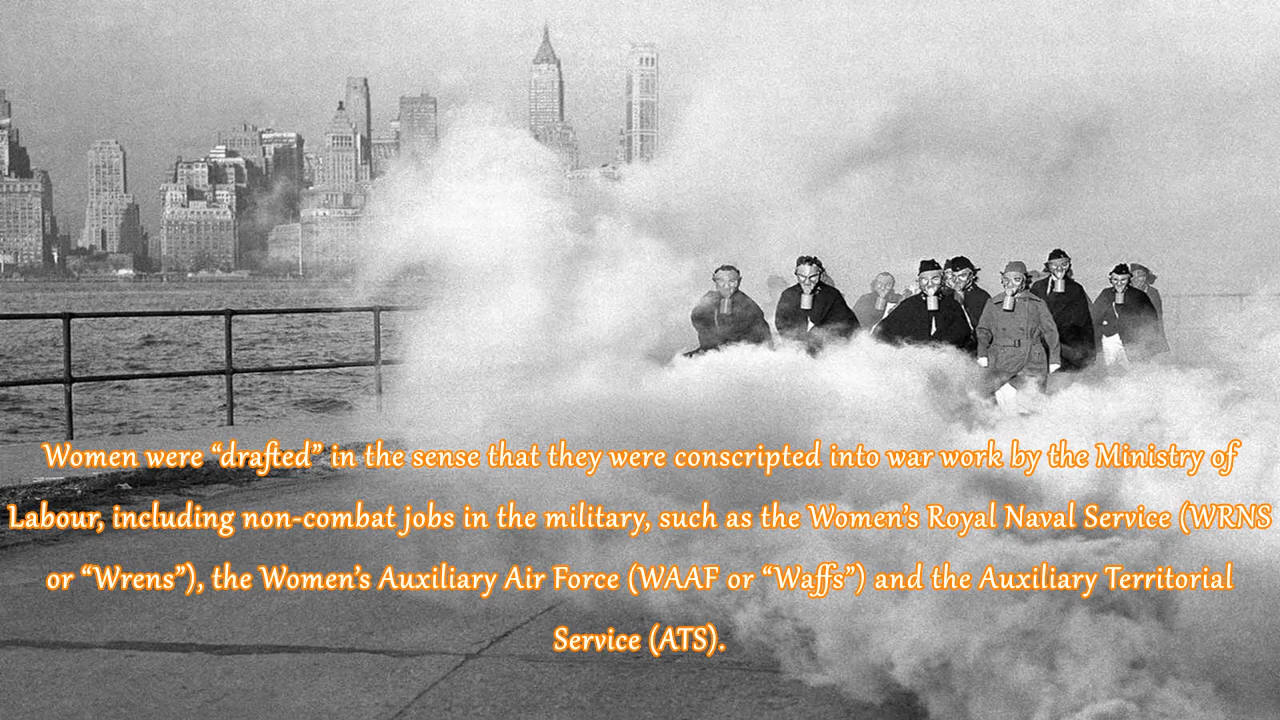 Women were “drafted” in the sense that they were conscripted into war work by the Ministry of
Labour, including non-combat jobs in the military, such as the Women’s Royal Naval Service (WRNS
or “Wrens”), the Women’s Auxiliary Air Force (WAAF or “Waffs”) and the Auxiliary Territorial
Service (ATS).